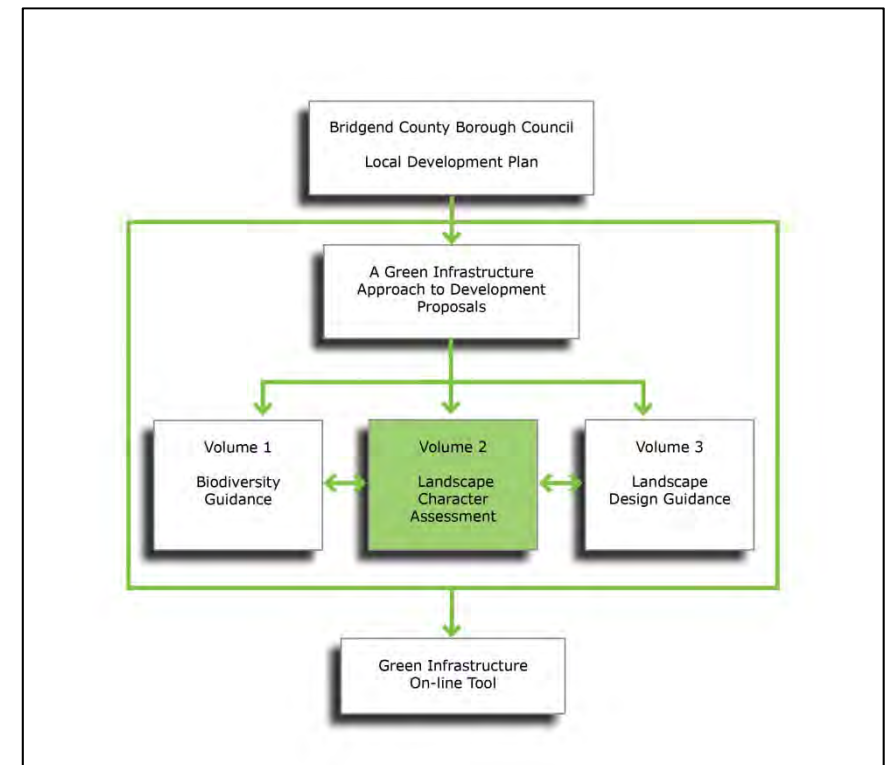 Bridgend County Borough Council
Local Development Plan
A Green Infrastructure
Approach to Development
Proposals
Volume 1
Biodiversity
Guidance
Volume 2
Landscape
Character
Assessment
Volume 3
Landscape
Design Guidance
Green Infrastructure
On-line Tool